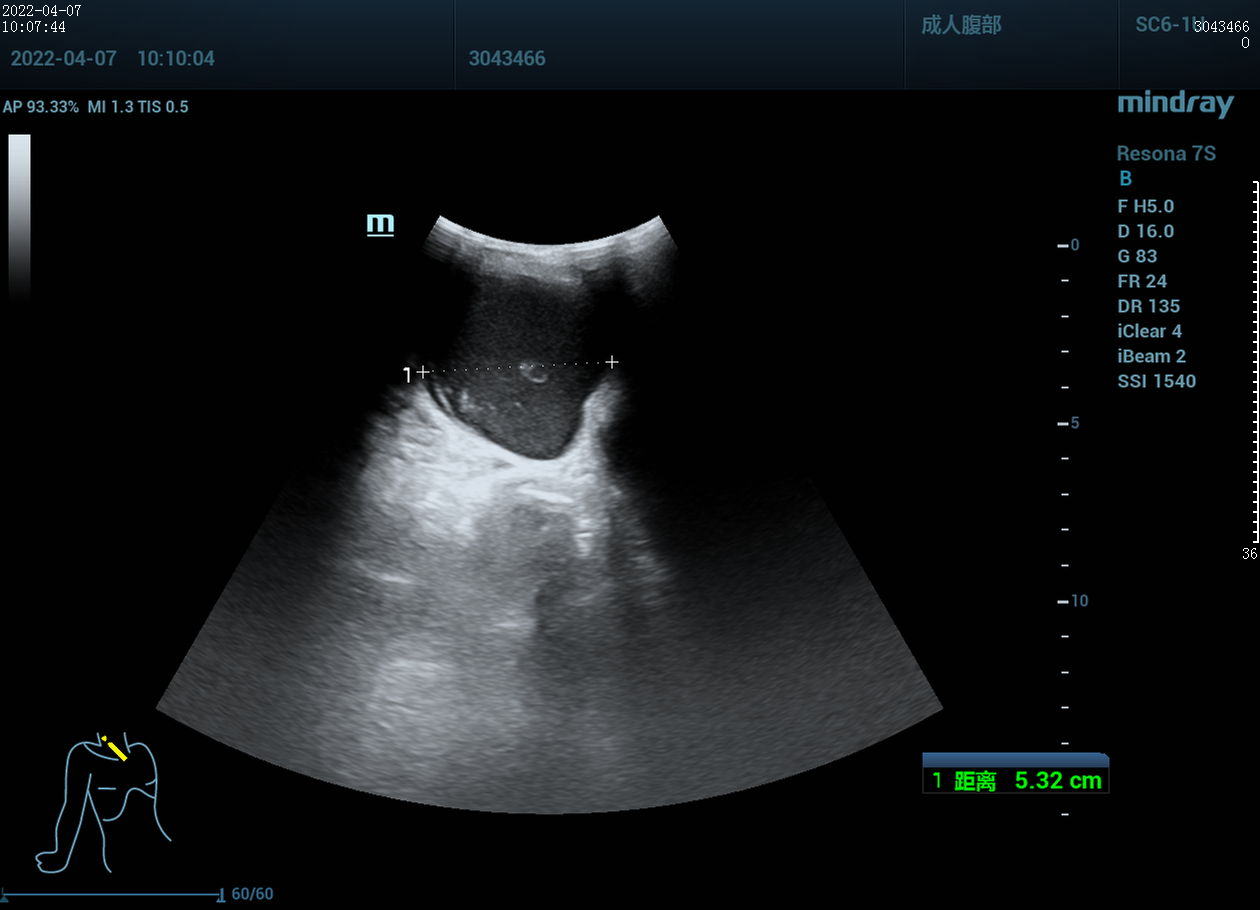 2022-04-07
10:07:44
2022-04-07 10:10:04
3043466
成人腹部
SC6-1U
3043466
0
AP 93.33% MI 1.3 TIS 0.5
mindray
Resona 7S
B
F H5.0
D 16.0
G 83
FR 24
DR 135
iClear 4
iBeam 2
SSI 1540
m
0
1
5
10
36
1 距离 5.32 cm
60/60